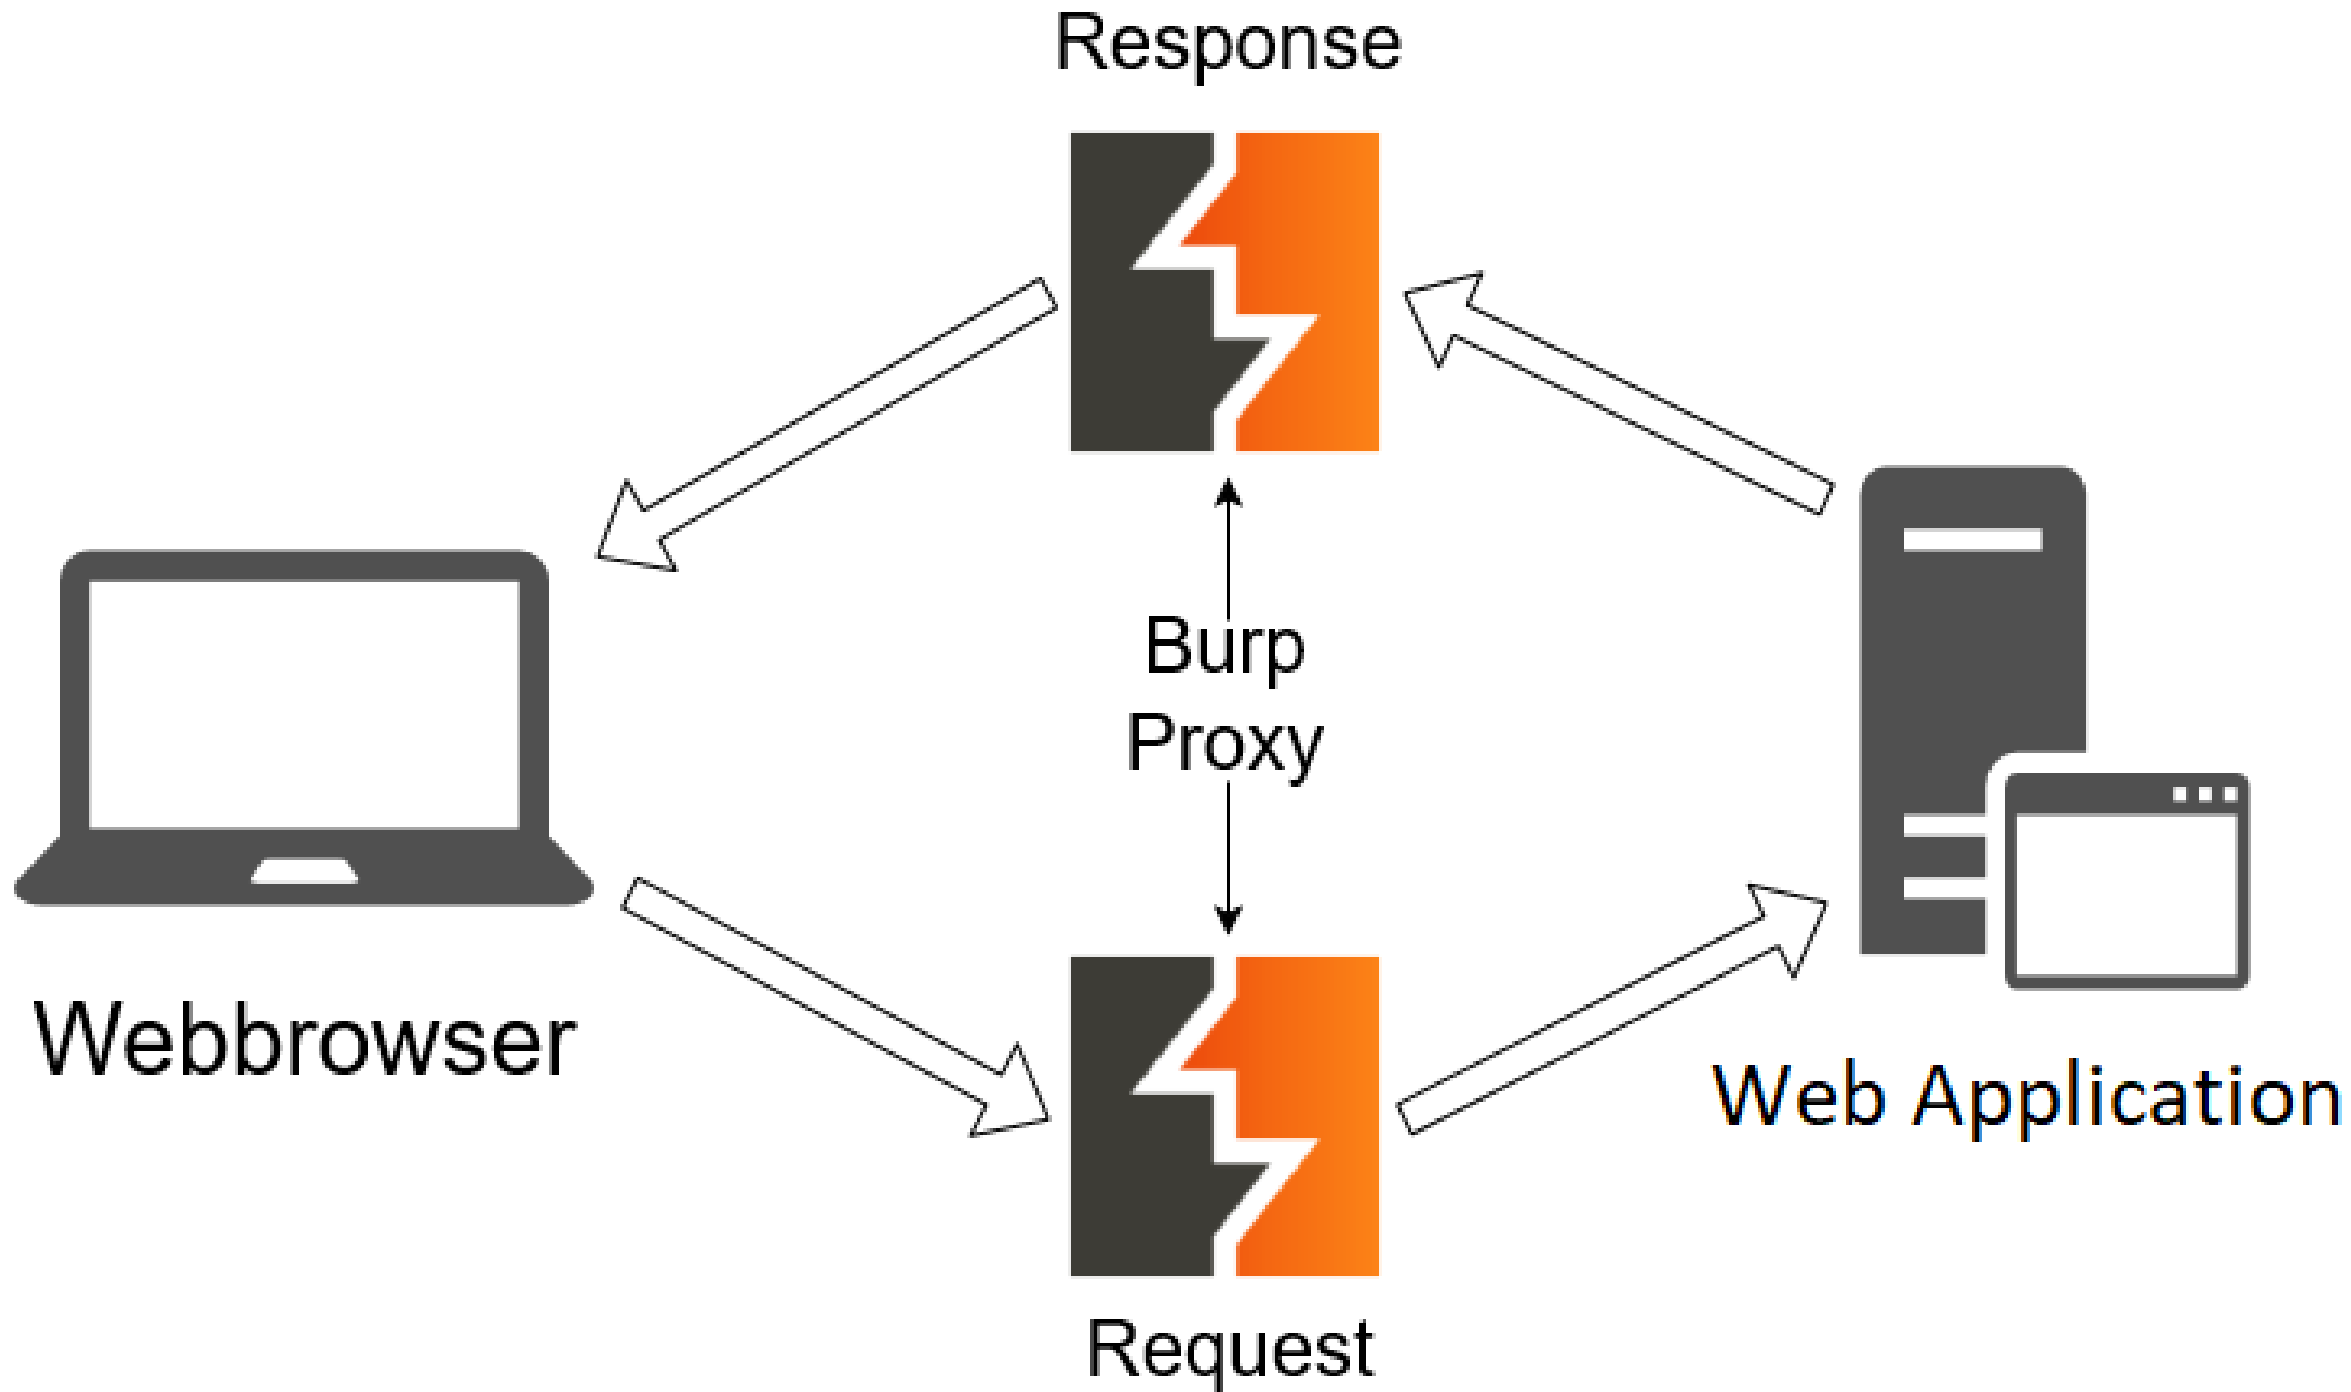 Response
Burp
Proxy
Webbrowser
Web Application
Request